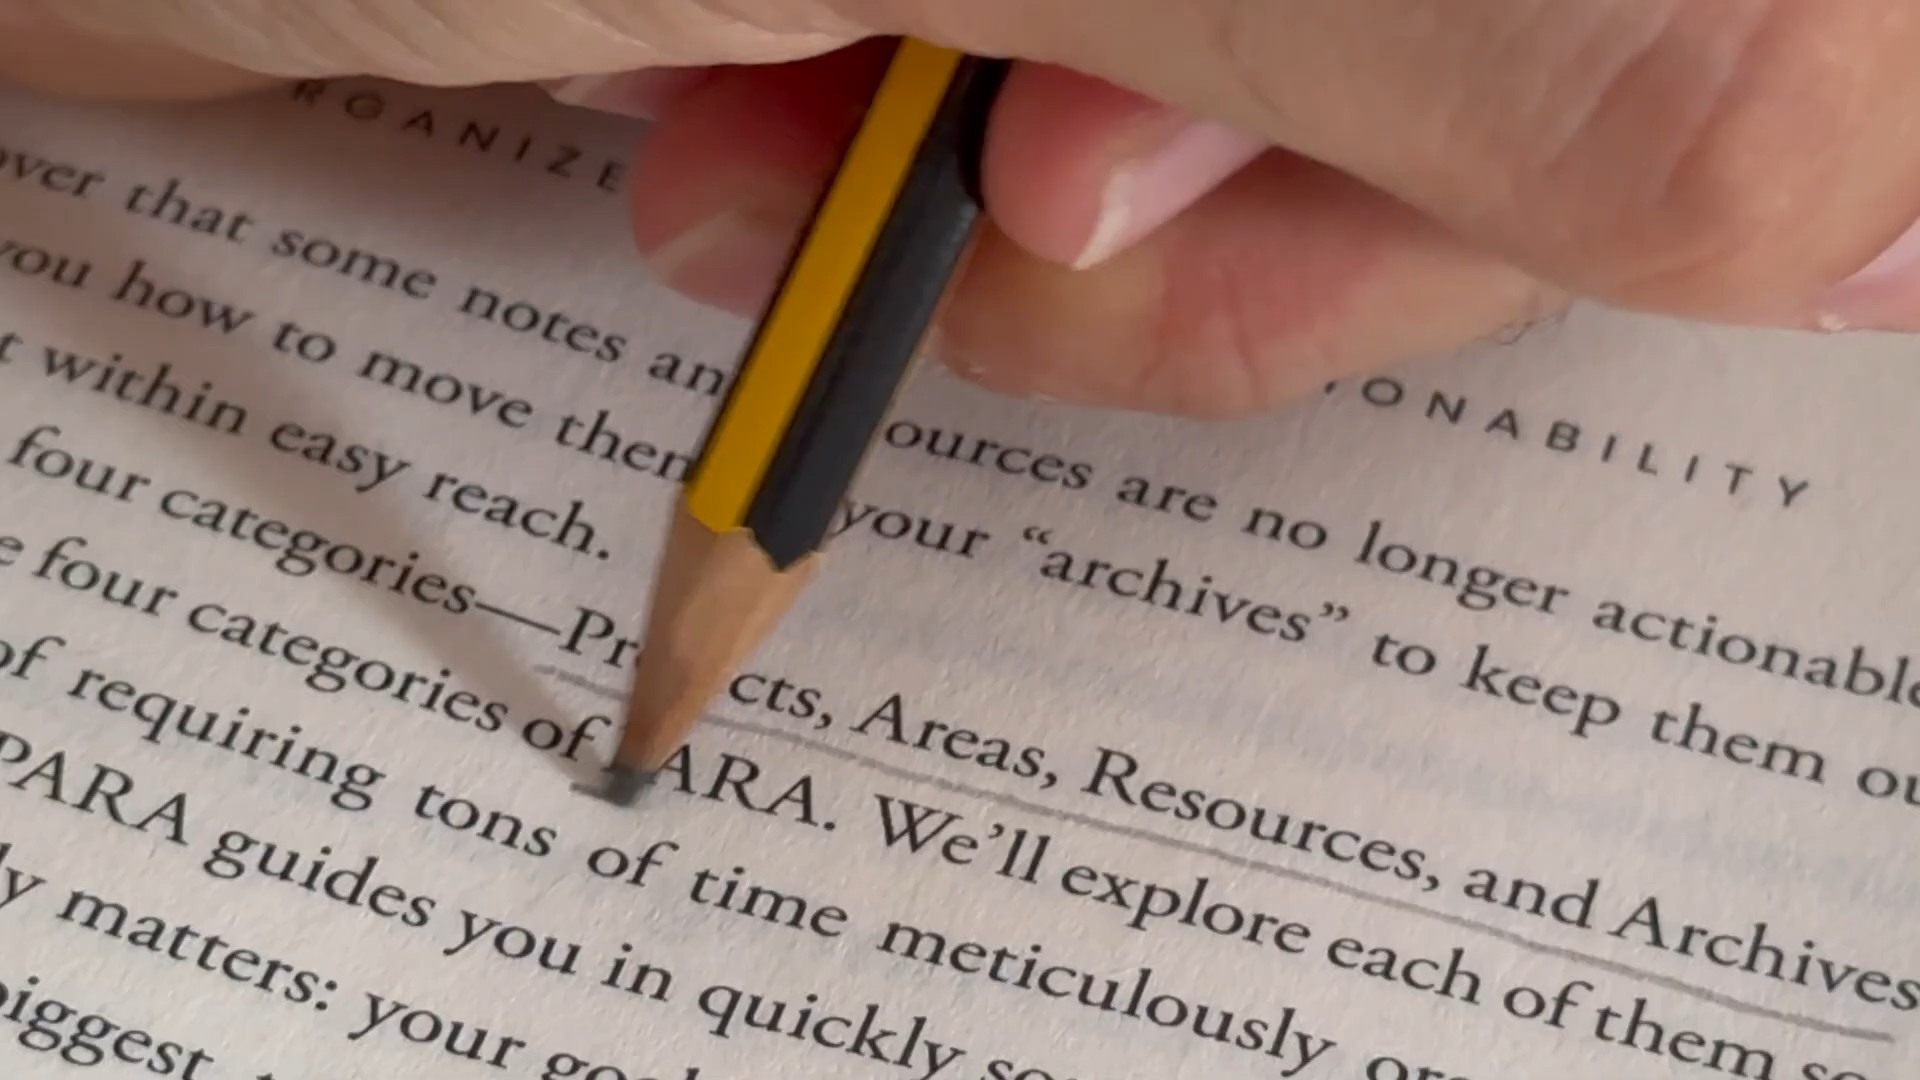 RGANIZE IONABILITY
over that some notes an ources are no longer actionable
you how to move them your “archives” to keep them ou
within easy reach.
four categories—Pr cts, Areas, Resources, and Archives
four categories of ARA. We’ll explore each of them
of requiring tons of time meticulously
PARA guides you in quickly
ly matters: your
biggest